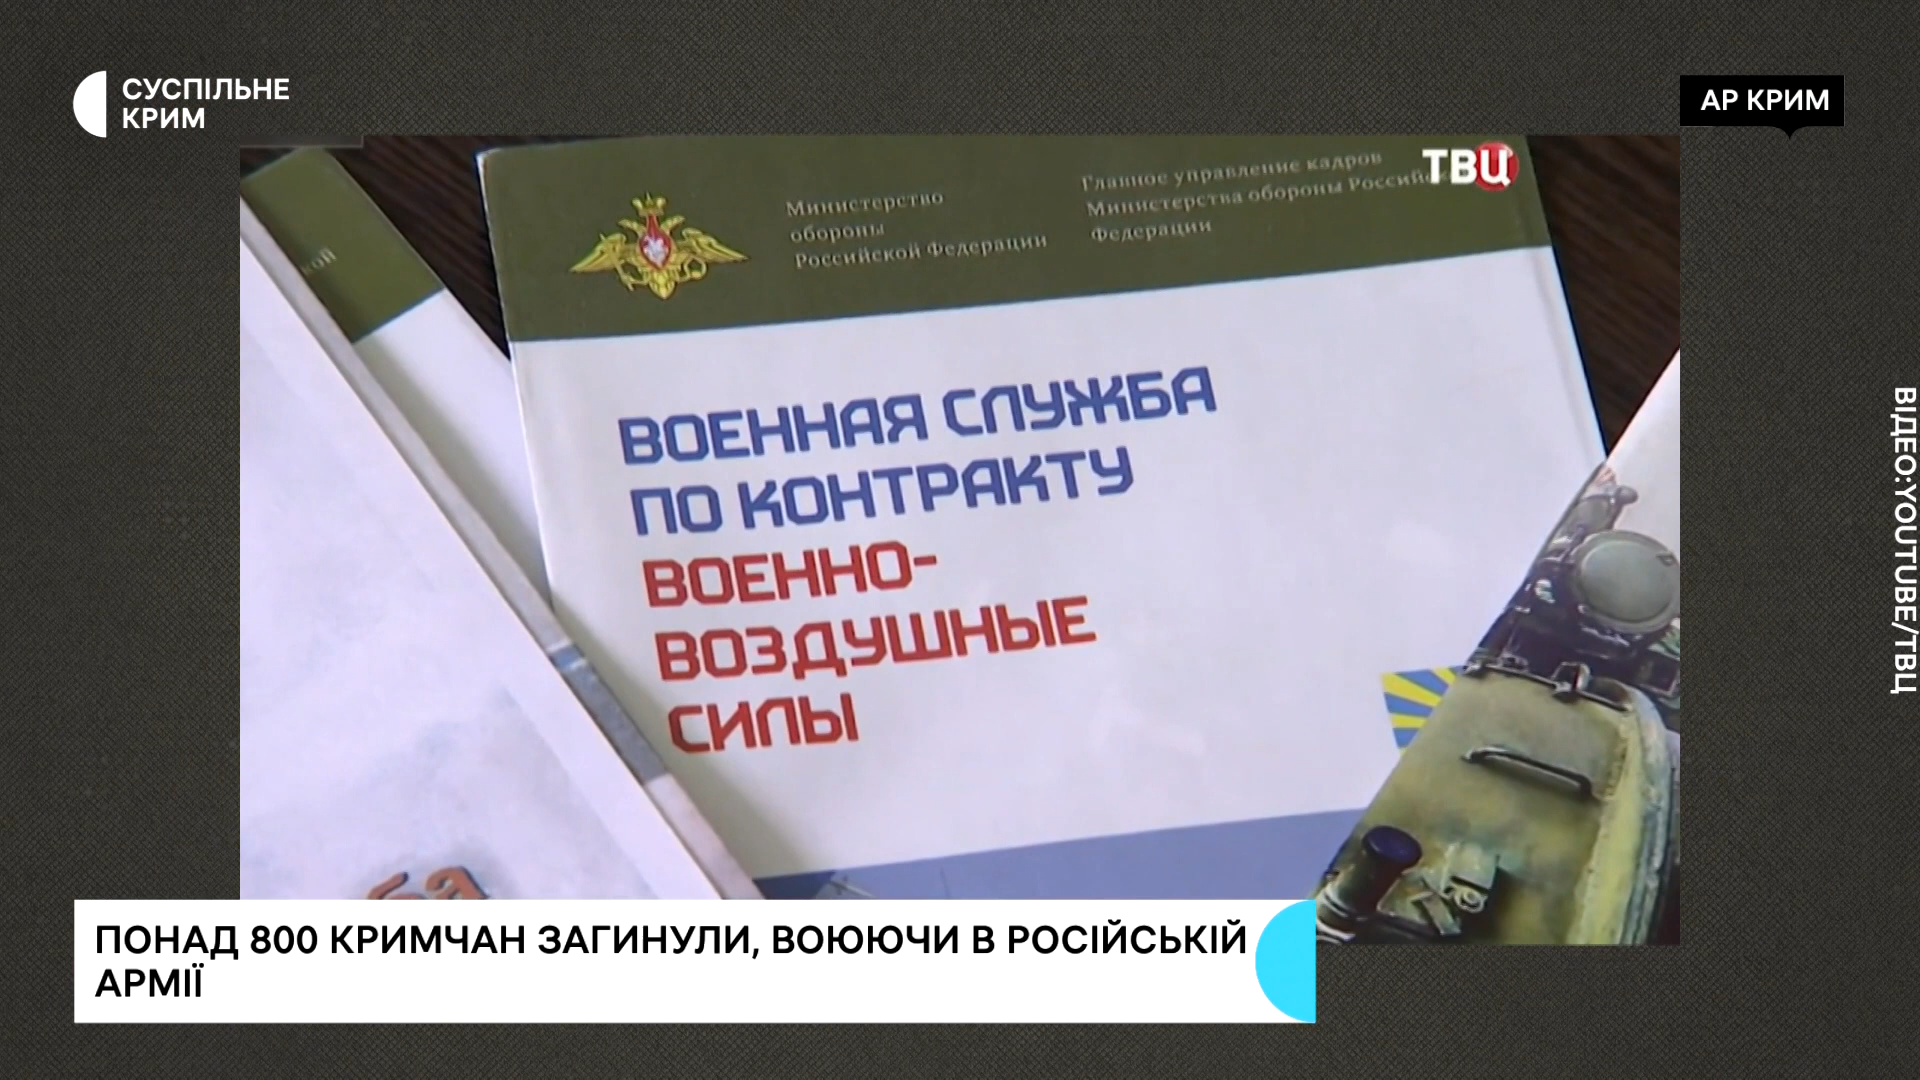 СУСПІЛЬНЕ
КРИМ
АР КРИМ
ТВЦ
Министерство
обороны
Российской Федерации
Главное управление кадров
Министерства обороны
Федерации
кой
ВОЕННАЯ СЛУЖБА
ПО КОНТРАКТУ
ВОЕННО-
ВОЗДУШНЫЕ
СИЛЫ
ВІДЕО:YOUTUBE/ТВЦ
ПОНАД 800 КРИМЧАН ЗАГИНУЛИ, ВОЮЮЧИ В РОСІЙСЬКІЙ
АРМІЇ